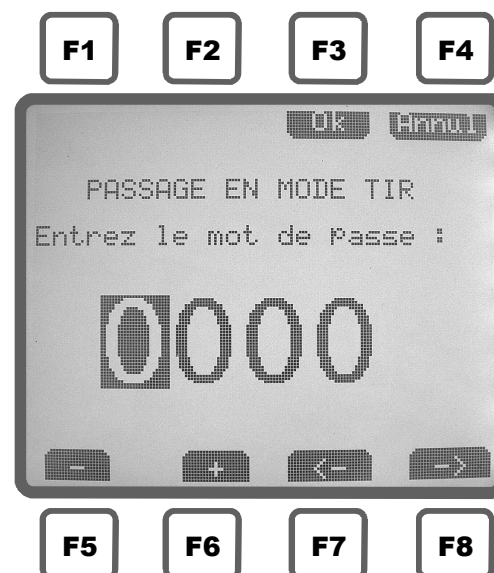 F1 F2 F3 F4
Ok Annul
PASSAGE EN MODE TIR
Entrez le mot de passe :
0000
- + <- ->
F5 F6 F7 F8